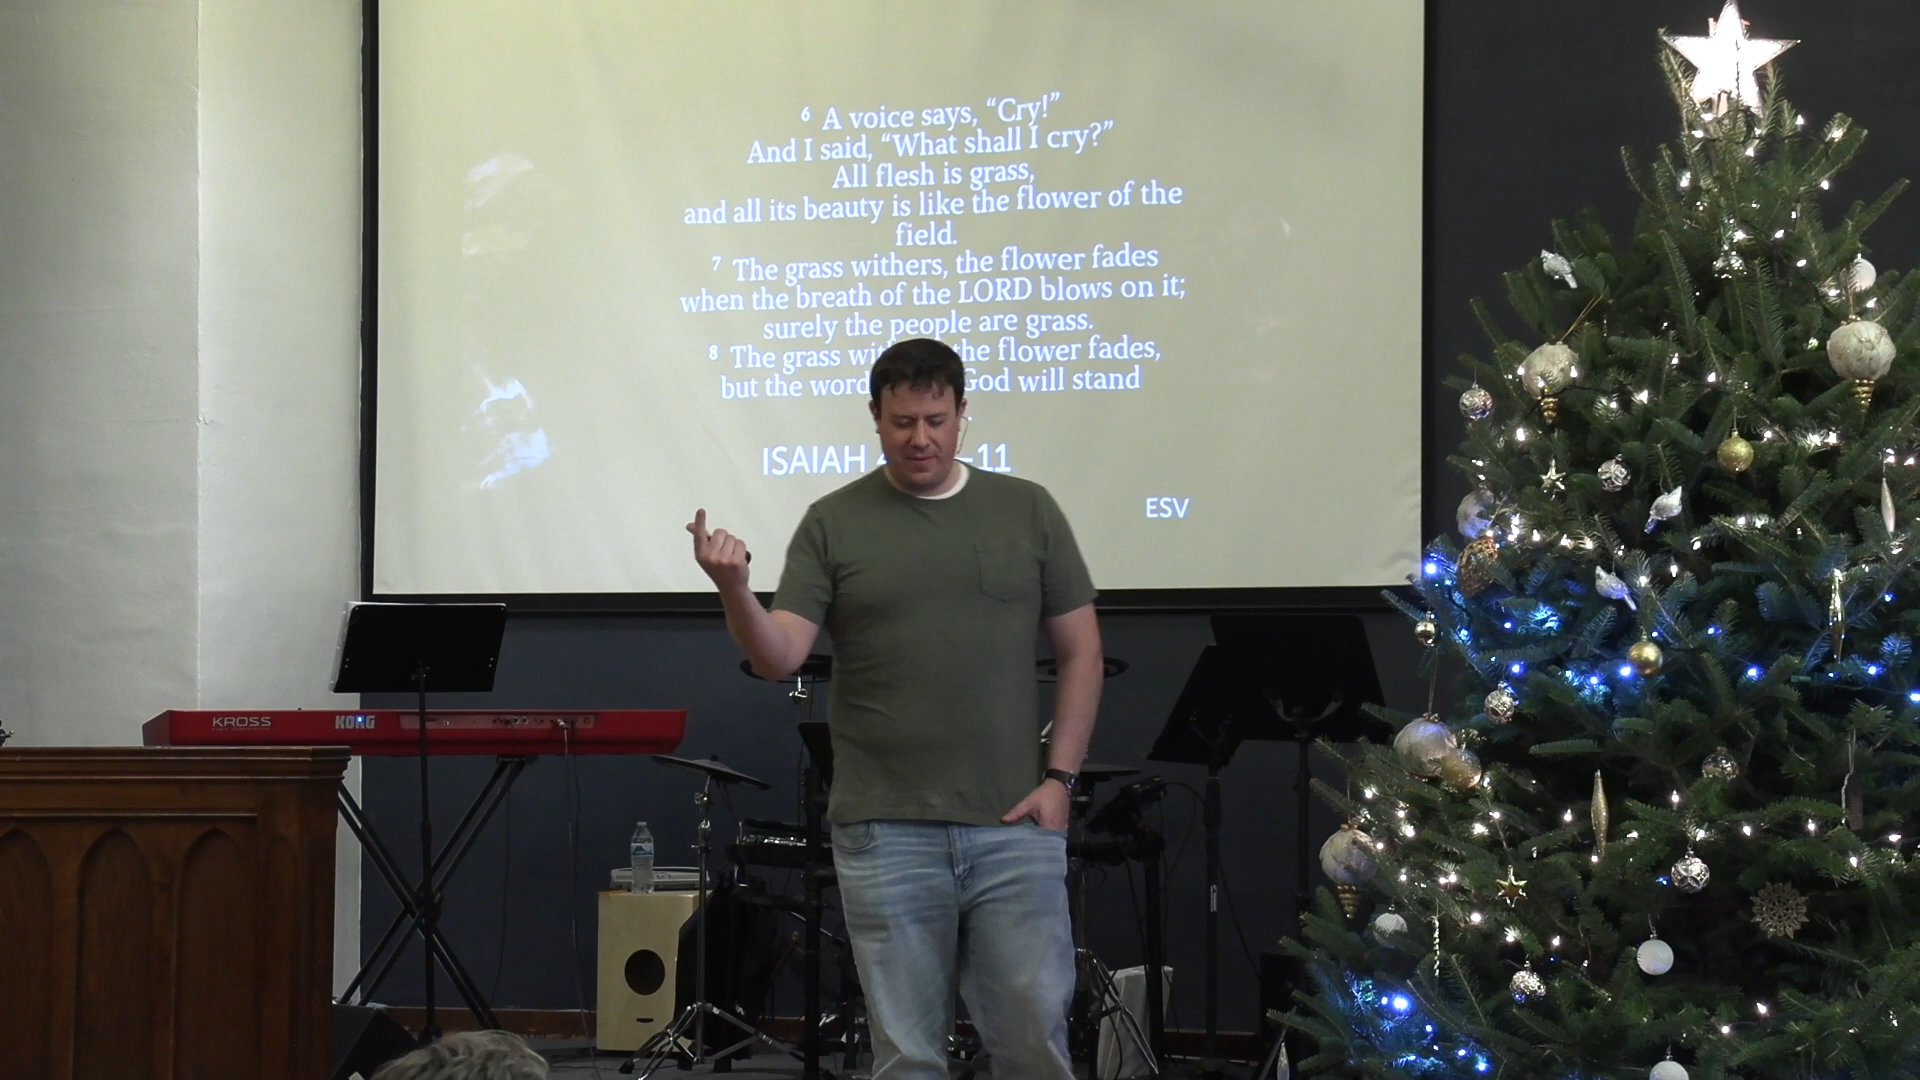 6 A voice says, “Cry!”
And I said, “What shall I cry?”
All flesh is grass,
and all its beauty is like the flower of the
field.
7 The grass withers, the flower fades
when the breath of the LORD blows on it;
surely the people are grass.
8 The grass the flower fades,
but the word God will stand
ISAIAH –11
ESV
KROSS
KORG